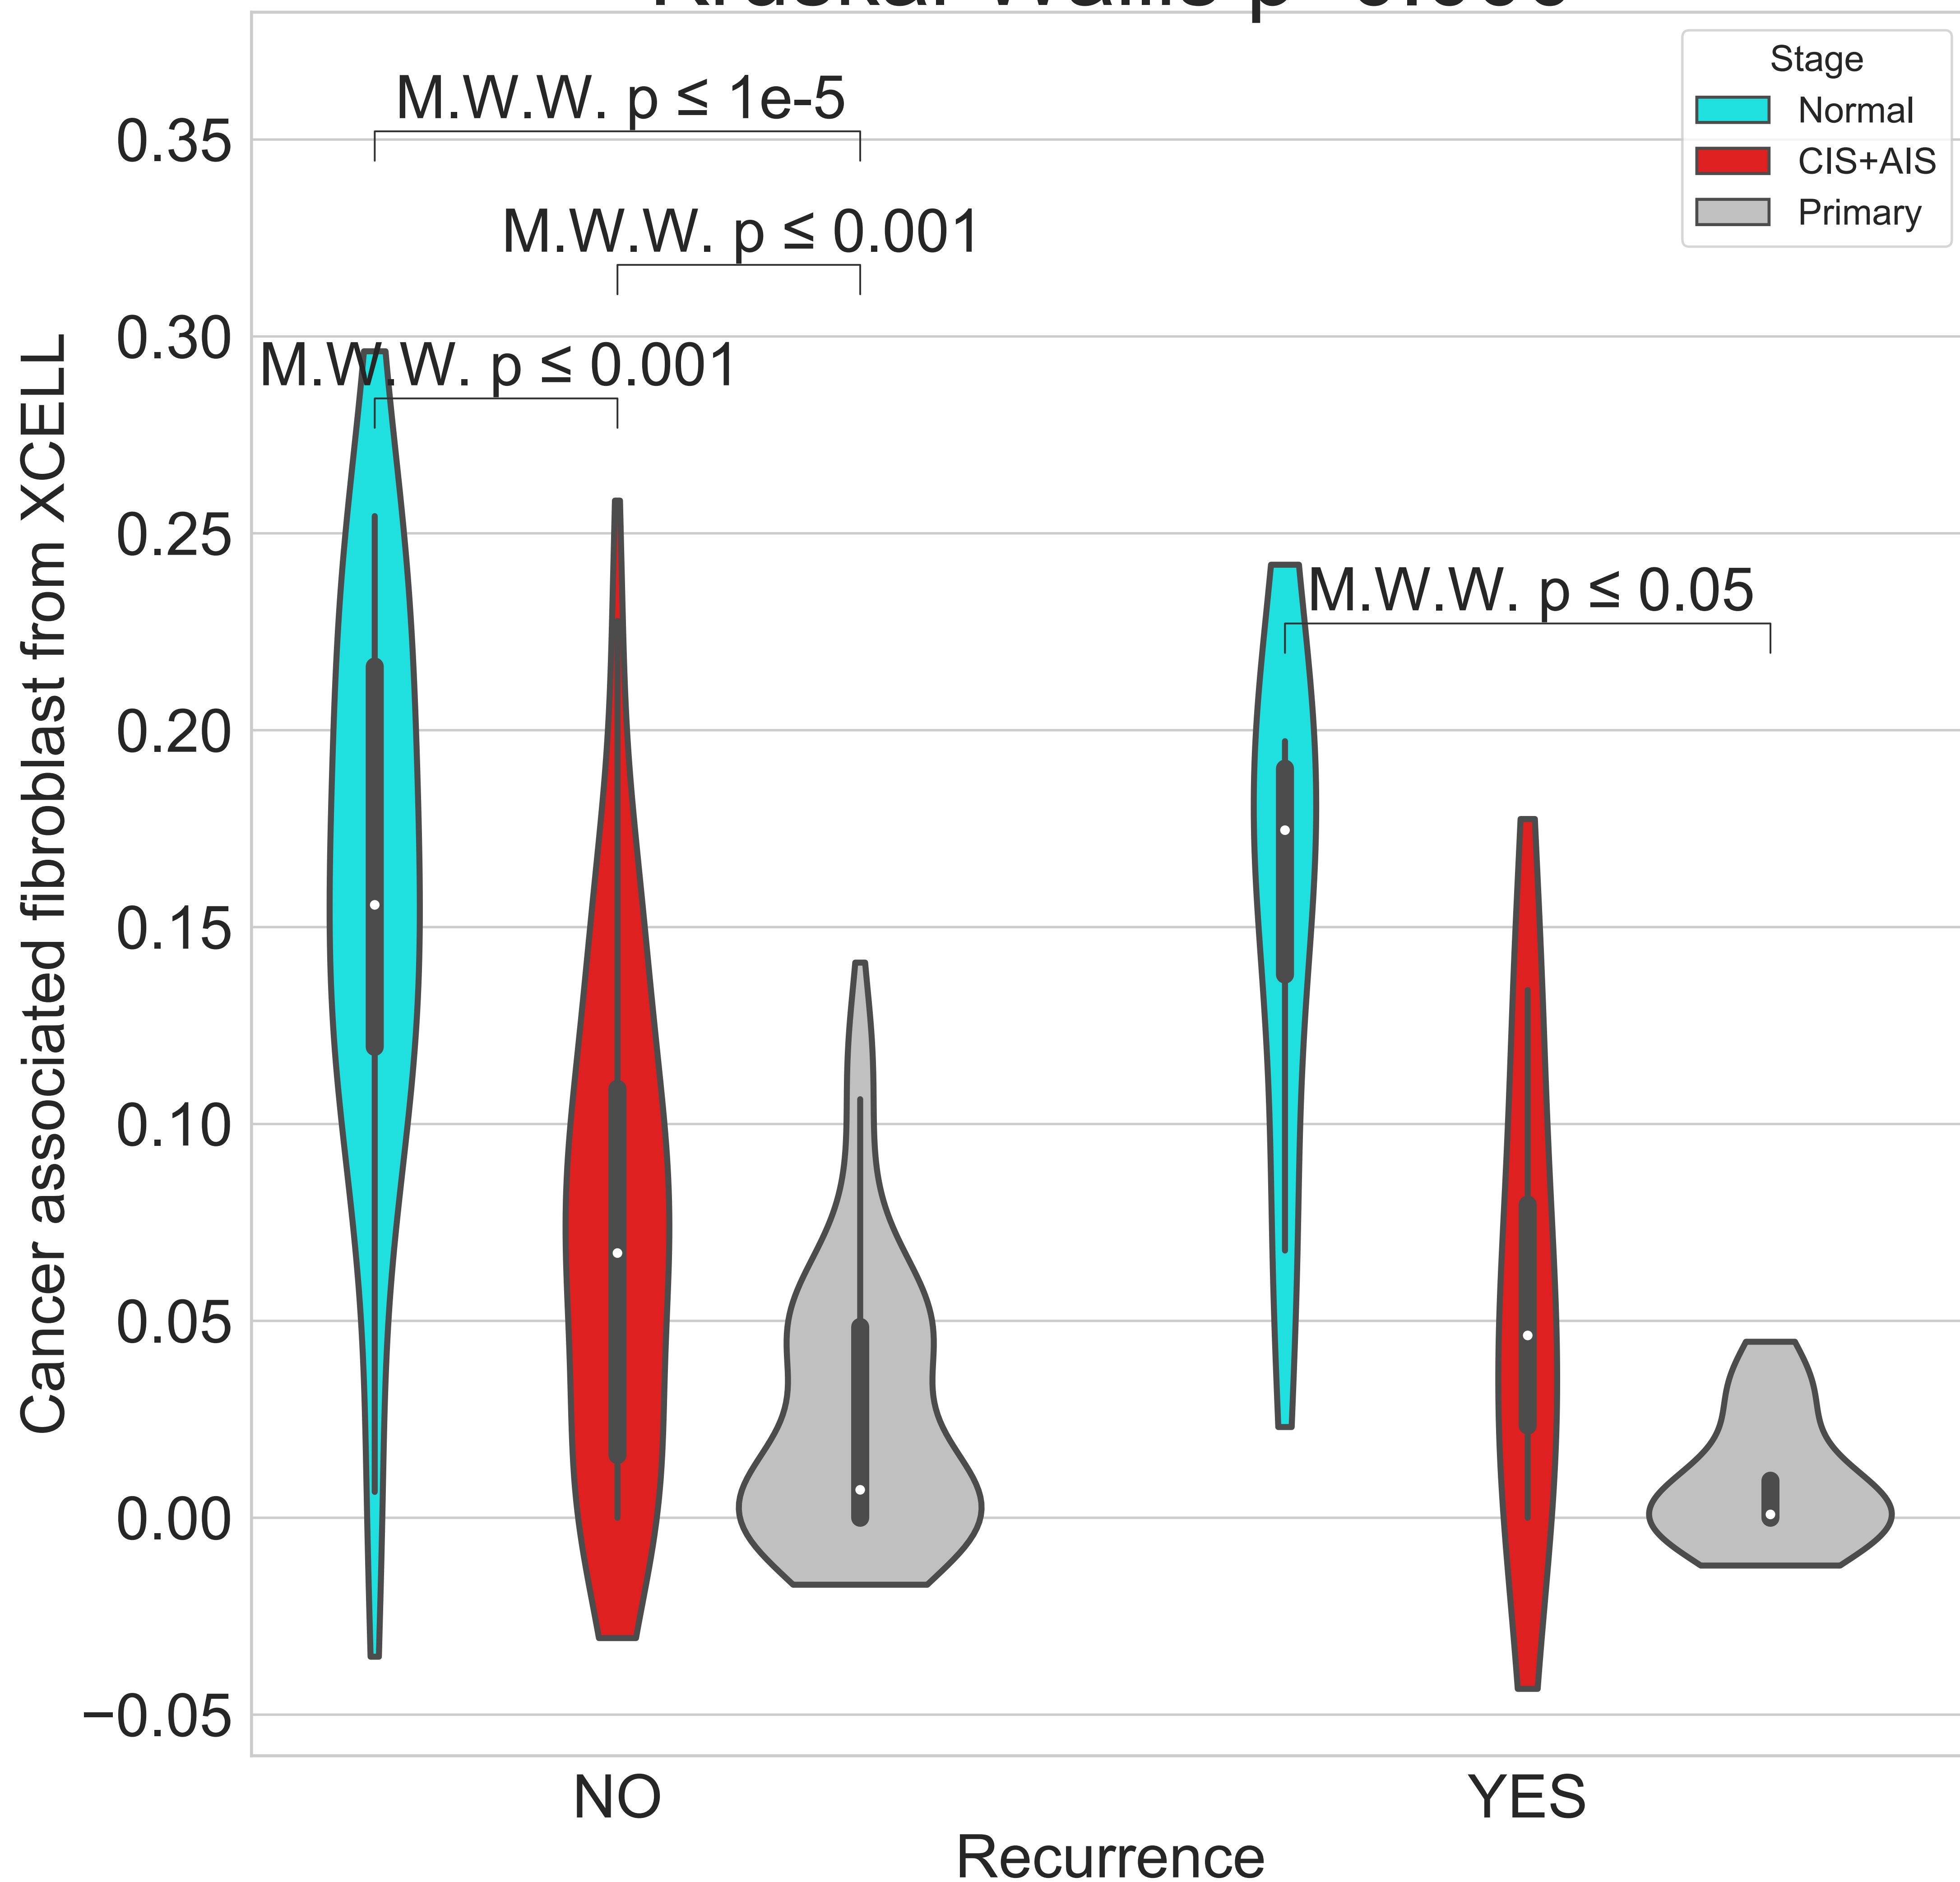 Stage
Normal
CIS+AIS
Primary
M.W.W. p ≤ 1e-5
M.W.W. p ≤ 0.001
M.W.W. p ≤ 0.001
M.W.W. p ≤ 0.05
Cancer associated fibroblast from XCELL
0.35
0.30
0.25
0.20
0.15
0.10
0.05
0.00
−0.05
NO
YES
Recurrence